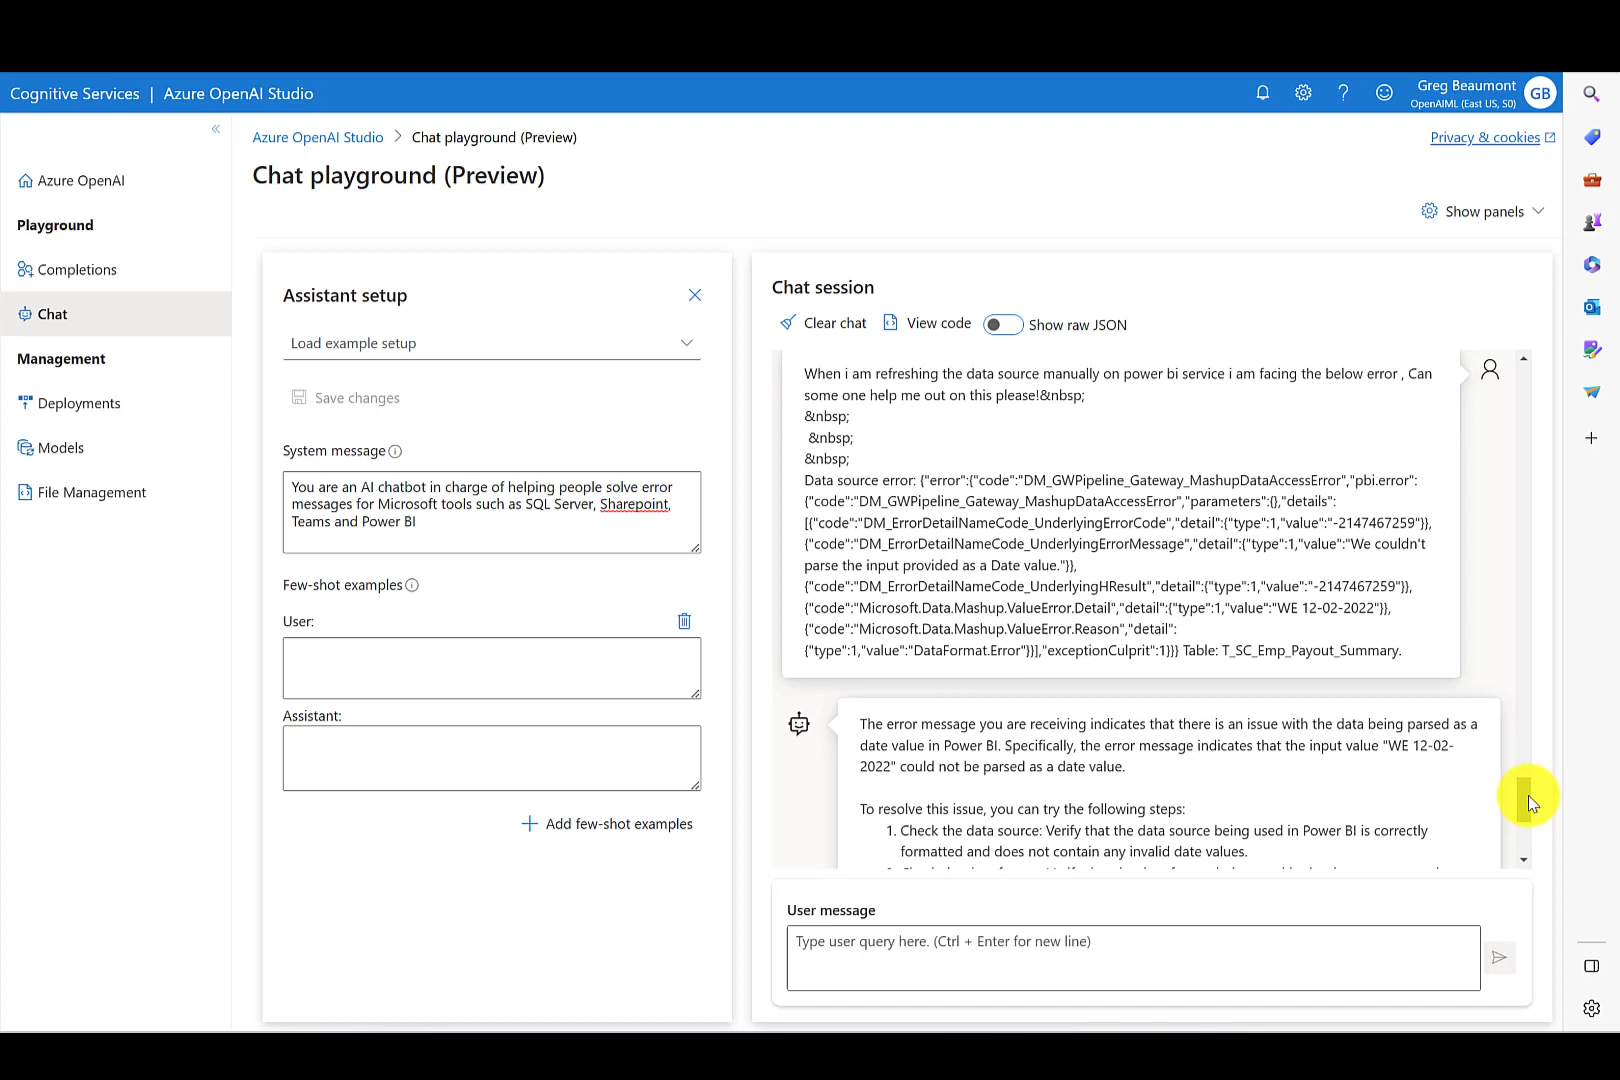 Cognitive Services | Azure OpenAI Studio
Greg Beaumont
OpenAIML (East US, S0)
GB
Azure OpenAI Studio > Chat playground (Preview)
Privacy & cookies
Chat playground (Preview)
Show panels
Azure OpenAI
Playground
Completions
Chat
Management
Deployments
Models
File Management
Assistant setup
Load example setup
Save changes
System message
You are an AI chatbot in charge of helping people solve error
messages for Microsoft tools such as SQL Server, Sharepoint,
Teams and Power BI
Few-shot examples
User:
Assistant:
Add few-shot examples
Chat session
Clear chat
View code
Show raw JSON
When i am refreshing the data source manually on power bi service i am facing the below error , Can
some one help me out on this please!&nbsp;
&nbsp;
&nbsp;
&nbsp;
Data source error: {"error":{"code":"DM_GWPipeline_Gateway_MashupDataAccessError","pbi.error":
{"code":"DM_GWPipeline_Gateway_MashupDataAccessError","parameters":{},"details":
[{"code":"DM_ErrorDetailNameCode_UnderlyingErrorCode","detail":{"type":1,"value":"-2147467259"}},
{"code":"DM_ErrorDetailNameCode_UnderlyingErrorMessage","detail":{"type":1,"value":"We couldn't
parse the input provided as a Date value."}},
{"code":"DM_ErrorDetailNameCode_UnderlyingHResult","detail":{"type":1,"value":"-2147467259"}},
{"code":"Microsoft.Data.Mashup.ValueError.Detail","detail":{"type":1,"value":"WE 12-02-2022"}},
{"code":"Microsoft.Data.Mashup.ValueError.Reason","detail":
{"type":1,"value":"DataFormat.Error"}}],"exceptionCulprit":1}}} Table: T_SC_Emp_Payout_Summary.
The error message you are receiving indicates that there is an issue with the data being parsed as a
date value in Power BI. Specifically, the error message indicates that the input value "WE 12-02-
2022" could not be parsed as a date value.
To resolve this issue, you can try the following steps:
1. Check the data source: Verify that the data source being used in Power BI is correctly
formatted and does not contain any invalid date values.
User message
Type user query here. (Ctrl + Enter for new line)